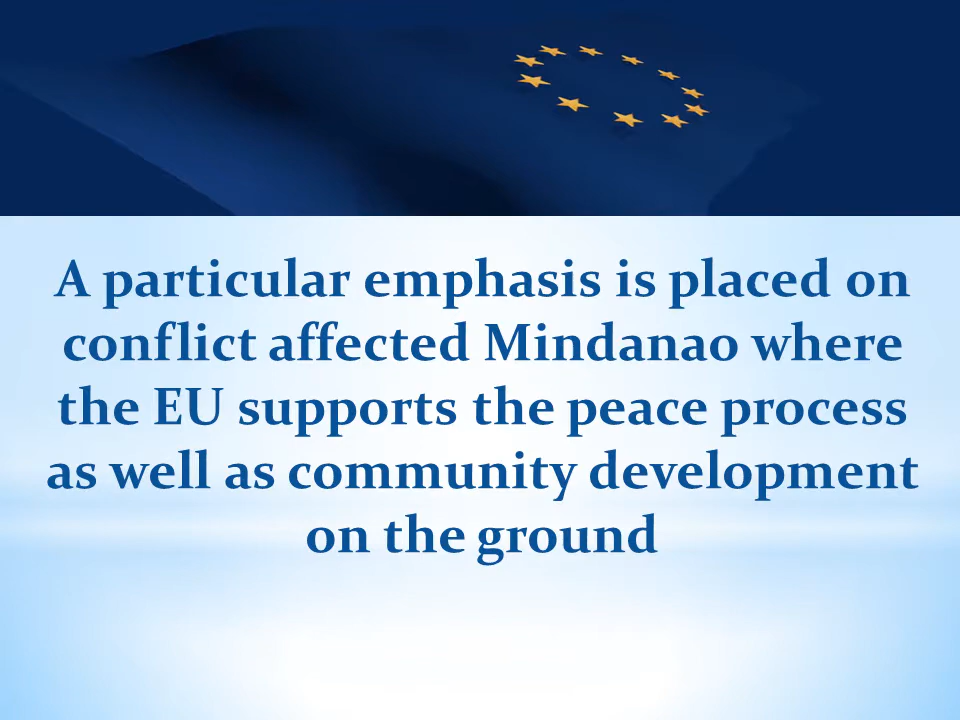 A particular emphasis is placed on
conflict affected Mindanao where
the EU supports the peace process
as well as community development
on the ground